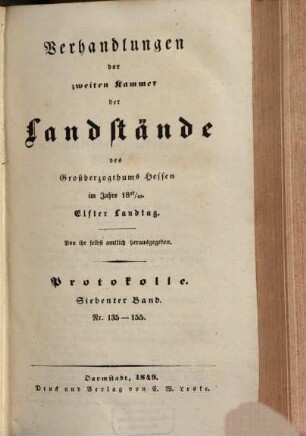 Verhandlungen
der
zweiten Kammer
der
Landstände
des
Großherzogthums Hessen
im Jahre 18⁴⁷/₄₉.
Elfter Landtag.
Von ihr selbst amtlich herausgegeben.
Protokolle.
Siebenter Band.
Nr. 135—155.
Darmstadt, 1849.
Druck und Verlag von C. W. Leske.